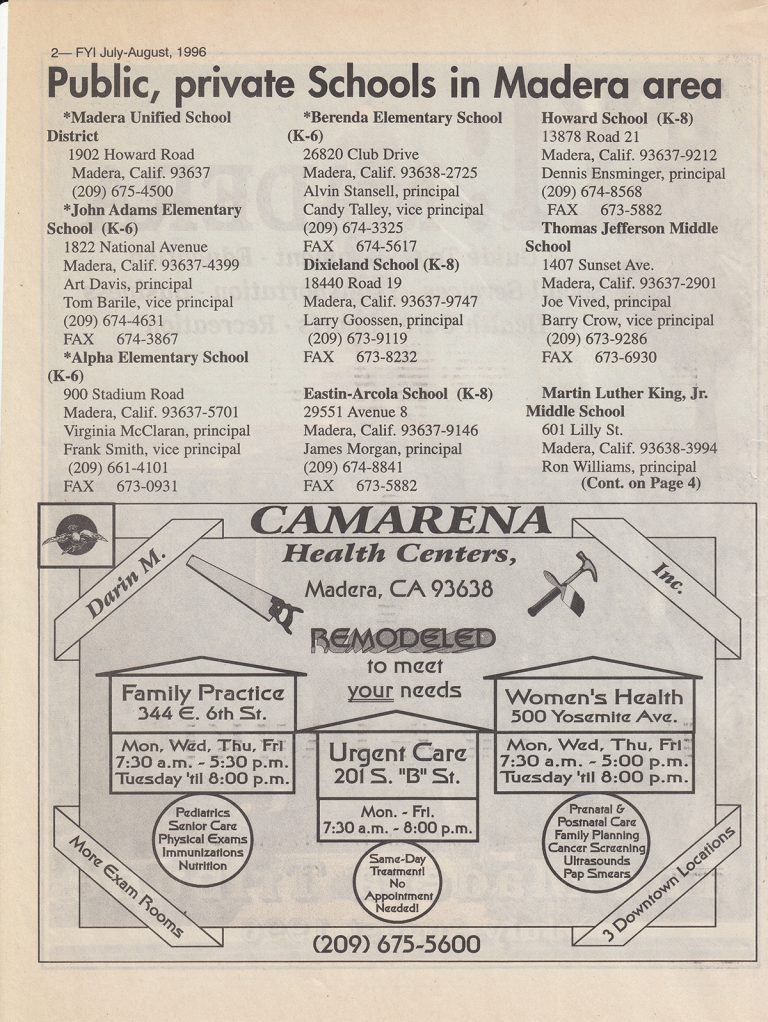 2— FYI July-August, 1996
Public, private Schools in Madera area
*Madera Unified School
District
1902 Howard Road
Madera, Calif. 93637
(209) 675-4500
*John Adams Elementary
School (K-6)
1822 National Avenue
Madera, Calif. 93637-4399
Art Davis, principal
Tom Barile, vice principal
(209) 674-4631
FAX 674-3867
*Alpha Elementary School
(K-6)
900 Stadium Road
Madera, Calif. 93637-5701
Virginia McClaran, principal
Frank Smith, vice principal
(209) 661-4101
FAX 673-0931
*Berenda Elementary School
(K-6)
26820 Club Drive
Madera, Calif. 93638-2725
Alvin Stansell, principal
Candy Talley, vice principal
(209) 674-3325
FAX 674-5617
Dixieland School (K-8)
18440 Road 19
Madera, Calif. 93637-9747
Larry Goossen, principal
(209) 673-9119
FAX 673-8232
Eastin-Arcola School (K-8)
29551 Avenue 8
Madera, Calif. 93637-9146
James Morgan, principal
(209) 674-8841
FAX 673-5882
Howard School (K-8)
13878 Road 21
Madera, Calif. 93637-9212
Dennis Ensminger, principal
(209) 674-8568
FAX 673-5882
Thomas Jefferson Middle
School
1407 Sunset Ave.
Madera, Calif. 93637-2901
Joe Vived, principal
Barry Crow, vice principal
(209) 673-9286
FAX 673-6930
Martin Luther King, Jr.
Middle School
601 Lilly St.
Madera, Calif. 93638-3994
Ron Williams, principal
(Cont. on Page 4)
Darin M.
CAMARENA
Health Centers,
Inc.
Madera, CA 93638
REMODELED
to meet
your needs
Family Practice
344 E. 6th St.
Mon, Wed, Thu, Fri
7:30 a.m. - 5:30 p.m.
Tuesday 'til 8:00 p.m.
Pediatrics
Senior Care
Physical Exams
Immunizations
Nutrition
Urgent Care
201 S. "B" St.
Mon. - Fri.
7:30 a.m. - 8:00 p.m.
Same-Day
Treatment!
No
Appointment
Needed!
Women's Health
500 Yosemite Ave.
Mon, Wed, Thu, Fri
7:30 a.m. - 5:00 p.m.
Tuesday 'til 8:00 p.m.
Prenatal &
Postnatal Care
Family Planning
Cancer Screening
Ultrasounds
Pap Smears
More Exam Rooms
3 Downtown Locations
(209) 675-5600